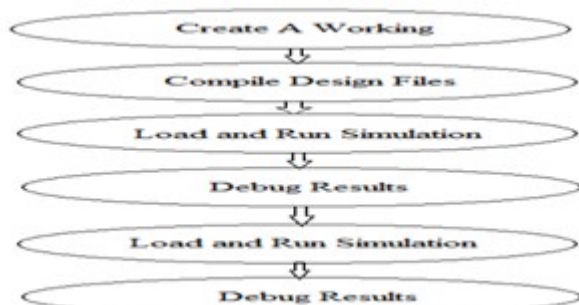 Create A Working
Compile Design Files
Load and Run Simulation
Debug Results
Load and Run Simulation
Debug Results